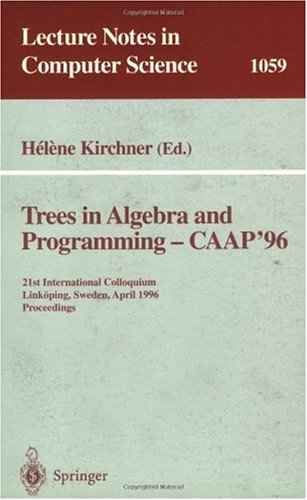 Lecture Notes in
Computer Science
1059
Hélène Kirchner (Ed.)
Trees in Algebra and
Programming – CAAP'96
21st International Colloquium
Linköping, Sweden, April 1996
Proceedings
Springer